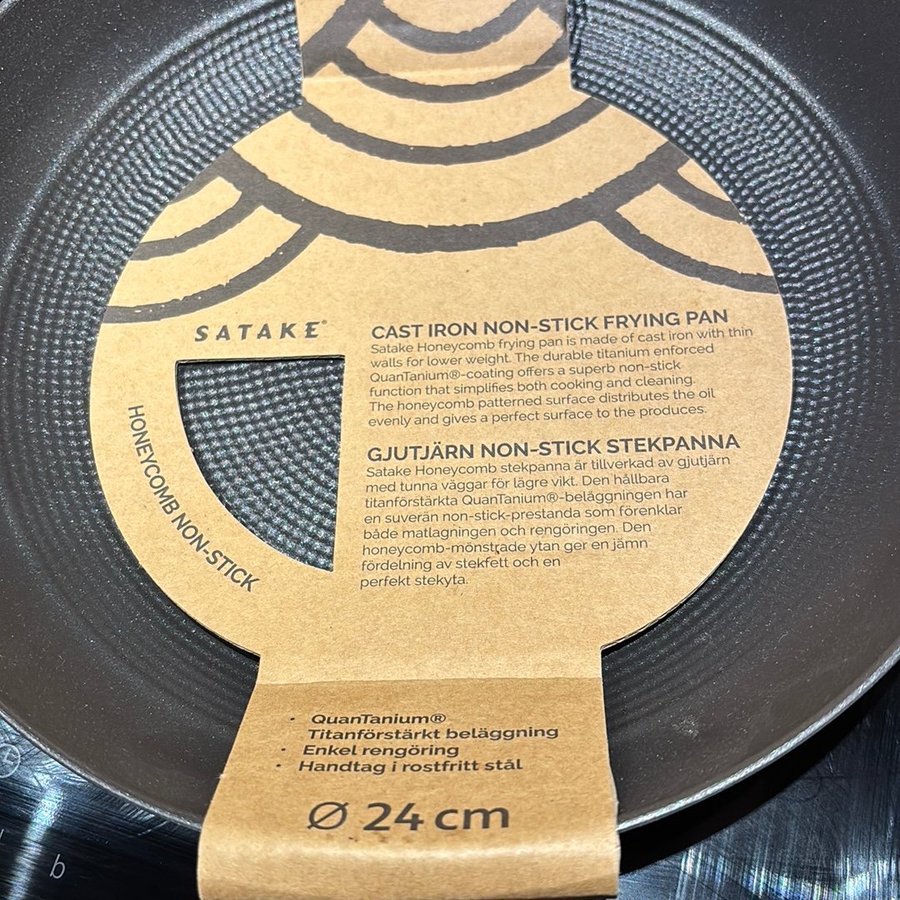 SATAKE®
HONEYCOMB NON-STICK
CAST IRON NON-STICK FRYING PAN
Satake Honeycomb frying pan is made of cast iron with thin
walls for lower weight. The durable titanium enforced
QuanTanium®-coating offers a superb non-stick
function that simplifies both cooking and cleaning.
The honeycomb patterned surface distributes the oil
evenly and gives a perfect surface to the produces.
GJUTJÄRN NON-STICK STEKPANNA
Satake Honeycomb stekpanna är tillverkad av gjutjärn
med tunna väggar för lägre vikt. Den hållbara
titanförstärkta QuanTanium®-beläggningen har
en suverän non-stick-prestanda som förenklar
både matlagningen och rengöringen. Den
honeycomb-mönstrade ytan ger en jämn
fördelning av stekfett och en
perfekt stekyta.
• QuanTanium®
Titanförstärkt beläggning
• Enkel rengöring
• Handtag i rostfritt stål
Ø 24 cm
b